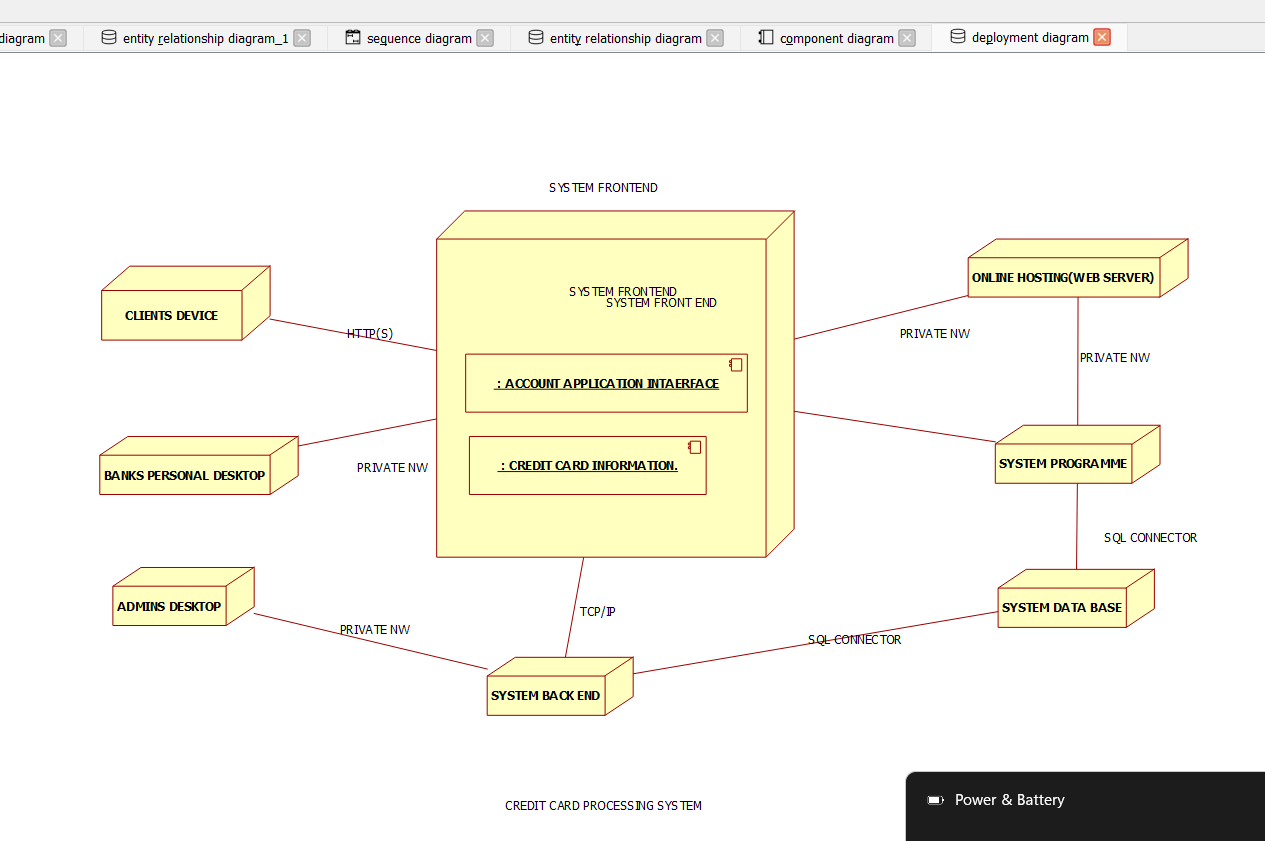 diagram
entity relationship diagram_1
sequence diagram
entity relationship diagram
component diagram
deployment diagram
SYSTEM FRONTEND
SYSTEM FRONTEND
SYSTEM FRONT END
CLIENTS DEVICE
HTTP(S)
ONLINE HOSTING(WEB SERVER)
PRIVATE NW
PRIVATE NW
: ACCOUNT APPLICATION INTAERFACE
: CREDIT CARD INFORMATION.
BANKS PERSONAL DESKTOP
PRIVATE NW
SYSTEM PROGRAMME
SQL CONNECTOR
ADMINS DESKTOP
PRIVATE NW
TCP/IP
SYSTEM DATA BASE
SQL CONNECTOR
SYSTEM BACK END
CREDIT CARD PROCESSING SYSTEM
Power & Battery